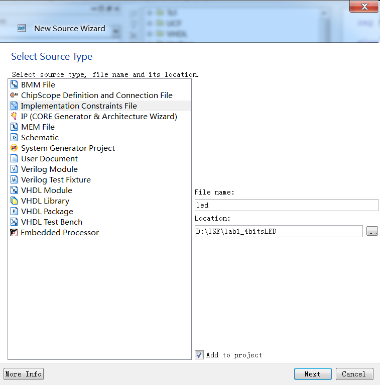 New Source Wizard
Select Source Type
Select source type, file name and its location.
BMM File
ChipScope Definition and Connection File
Implementation Constraints File
IP (CORE Generator & Architecture Wizard)
MEM File
Schematic
System Generator Project
User Document
Verilog Module
Verilog Test Fixture
VHDL Module
VHDL Library
VHDL Package
VHDL Test Bench
Embedded Processor
File name:
led
Location:
D:\ISE\lab1_4bitsLED
...
Add to project
More Info
Next
Cancel